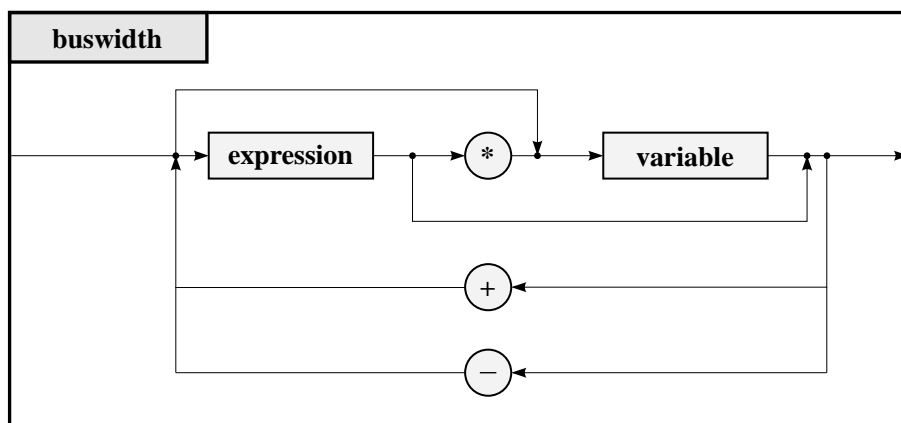 buswidth
expression * variable
+
−